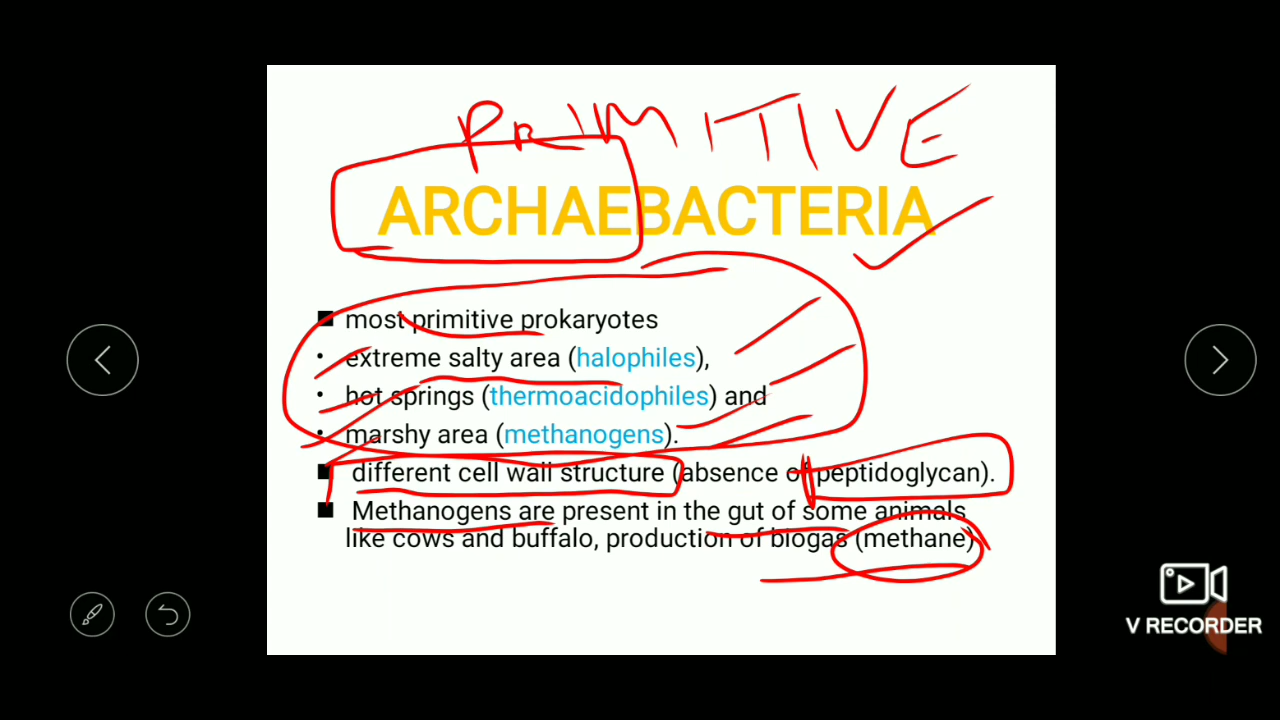 PRIMITIVE
ARCHAEBACTERIA
■ most primitive prokaryotes
• extreme salty area (halophiles),
• hot springs (thermoacidophiles) and
• marshy area (methanogens).
■ different cell wall structure (absence of peptidoglycan).
■ Methanogens are present in the gut of some animals
like cows and buffalo, production of biogas (methane)
V RECORDER